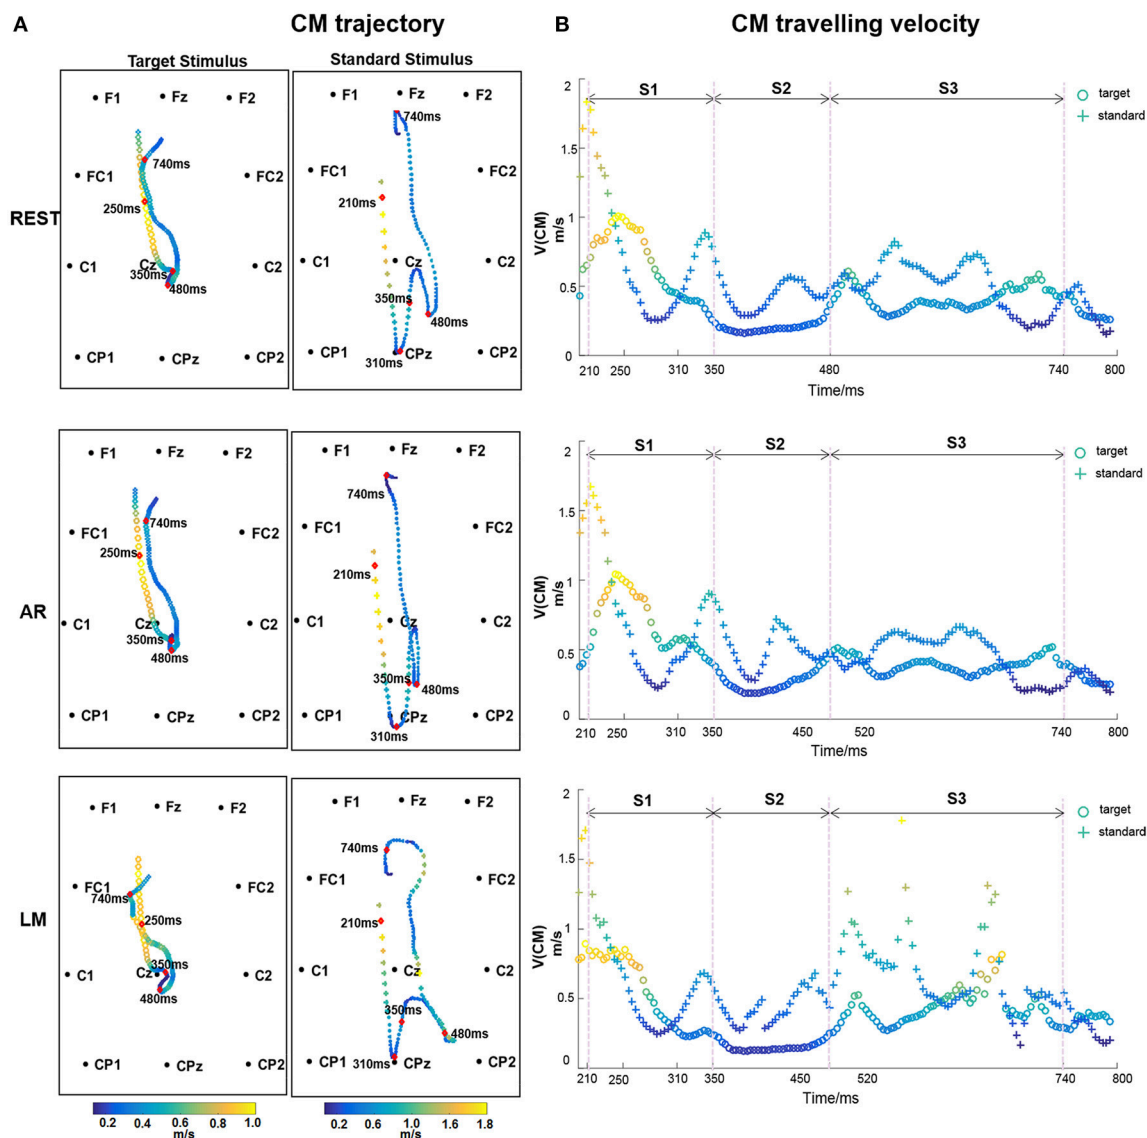 A CM trajectory
Target Stimulus Standard Stimulus
REST
F1 Fz F2
740ms
FC1 FC2
250ms
C1 Cz C2
350ms
480ms
CP1 CPz CP2
F1 Fz F2
740ms
FC1 FC2
210ms
C1 Cz C2
350ms
480ms
CP1 310ms CPz CP2
AR
F1 Fz F2
740ms
FC1 FC2
250ms
C1 Cz C2
350ms
480ms
CP1 CPz CP2
F1 Fz F2
740ms
FC1 FC2
210ms
C1 Cz C2
350ms
480ms
CP1 CPz CP2
310ms
LM
F1 Fz F2
FC1 FC2
740ms
250ms
350ms
C1 Cz C2
480ms
CP1 CPz CP2
F1 Fz F2
740ms
FC1 FC2
210ms
C1 Cz C2
350ms
480ms
CP1 310ms CPz CP2
0.2 0.4 0.6 0.8 1.0
m/s
0.2 0.6 1.2 1.6 1.8
m/s
B CM travelling velocity
S1 S2 S3
target
standard
V(CM)
m/s
2
1.5
1
0.5
0
210 250 310 350 480 740 800
Time/ms
S1 S2 S3
target
standard
V(CM)
m/s
2
1.5
1
0.5
0
210 250 310 350 450 520 740 800
Time/ms
S1 S2 S3
target
standard
V(CM)
m/s
2
1.5
1
0.5
0
210 250 310 350 450 520 740 800
Time/ms